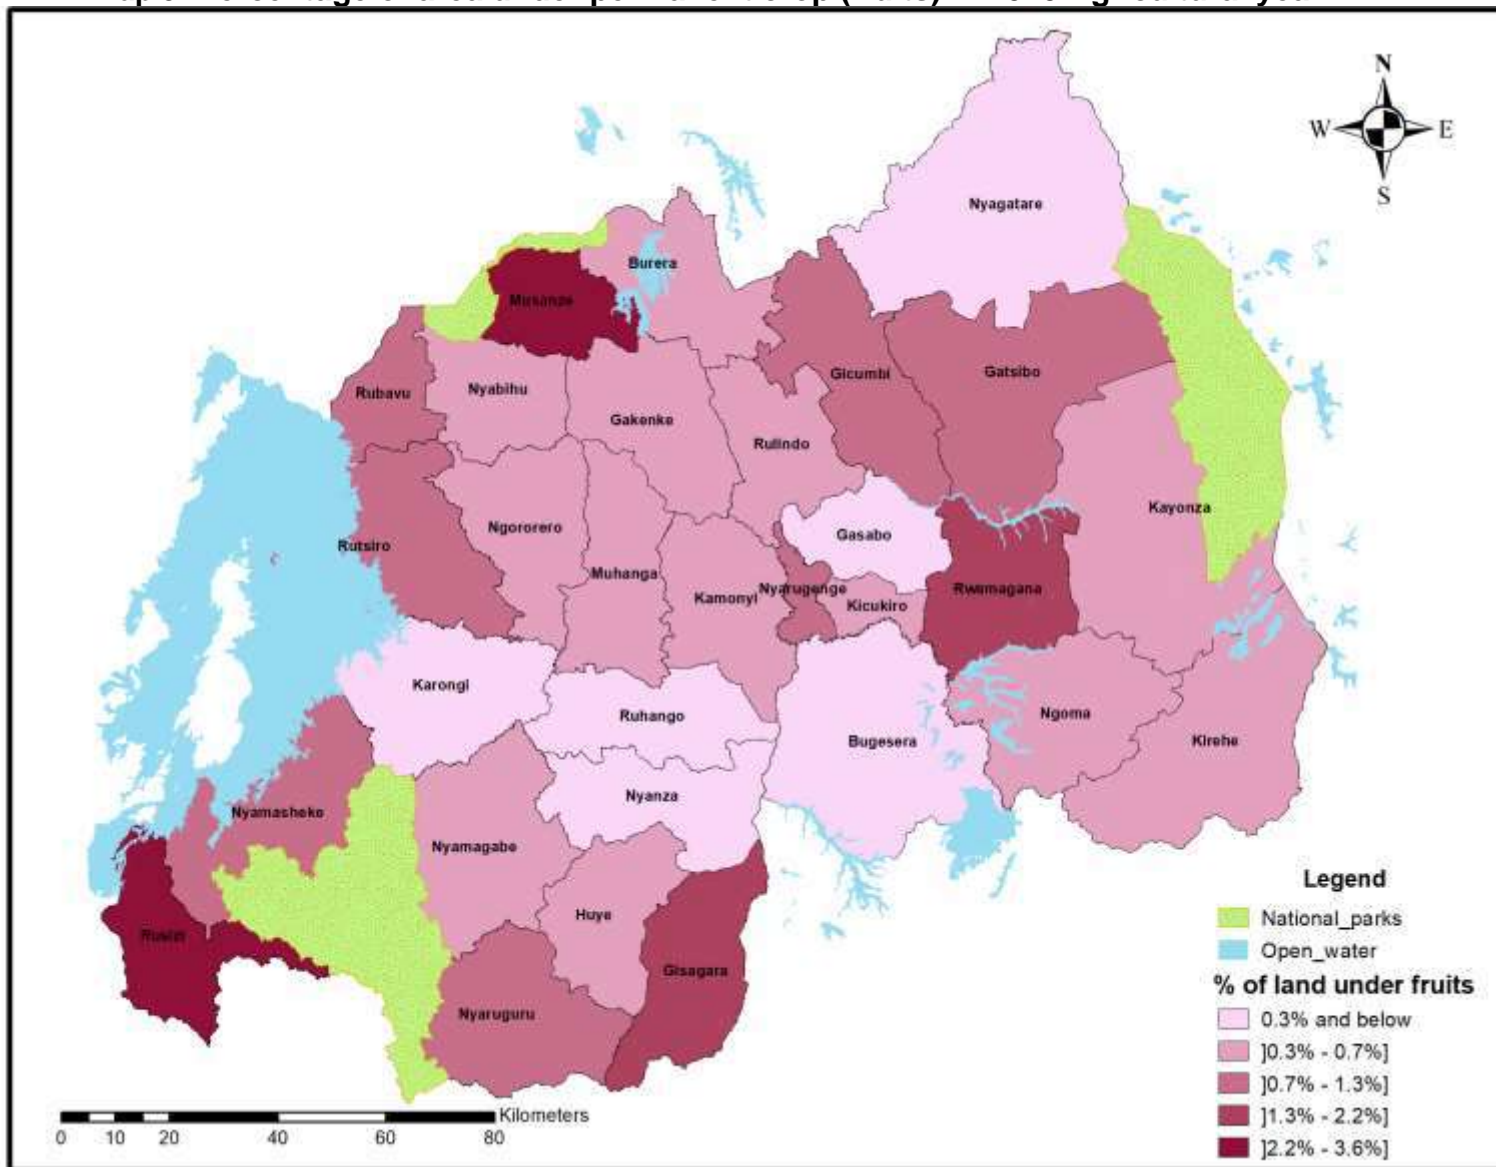 N
W E
S
Nyagatare
Burera
Musanze
Gicumbi
Gatsibo
Rubavu
Nyabihu
Gakenke
Rulindo
Kayonza
Ngororero
Gasabo
Rutsiro
Muhanga
Kamonyi
Nyarugenge
Kicukiro
Rwamagana
Karongi
Ruhango
Bugesera
Ngoma
Kirehe
Nyanza
Nyamasheke
Nyamagabe
Huye
Rusizi
Gisagara
Nyaruguru
Legend
National_parks
Open_water
% of land under fruits
0.3% and below
]0.3% - 0.7%]
]0.7% - 1.3%]
]1.3% - 2.2%]
]2.2% - 3.6%]
Kilometers
0 10 20 40 60 80